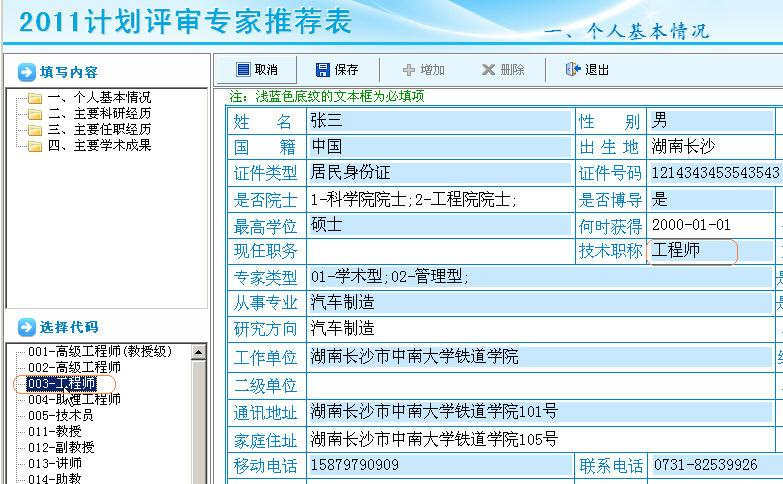 2011计划评审专家推荐表
一、个人基本情况
填写内容
一、个人基本情况
二、主要科研经历
三、主要任职经历
四、主要学术成果
选择代码
001-高级工程师(教授级)
002-高级工程师
003-工程师
004-助理工程师
005-技术员
011-教授
012-副教授
013-讲师
014-助教
取消 保存 增加 删除 退出
注: 浅蓝色底纹的文本框为必填项
姓 名 张三 性 别 男
国 籍 中国 出 生 地 湖南长沙
证件类型 居民身份证 证件号码 1214343453543543
是否院士 1-科学院院士;2-工程院院士; 是否博导 是
最高学位 硕士 何时获得 2000-01-01
现任职务 技术职称 工程师
专家类型 01-学术型;02-管理型;
从事专业 汽车制造
研究方向 汽车制造
工作单位 湖南长沙市中南大学铁道学院
二级单位
通讯地址 湖南长沙市中南大学铁道学院101号
家庭住址 湖南长沙市中南大学铁道学院105号
移动电话 15879790909 联系电话 0731-82539926